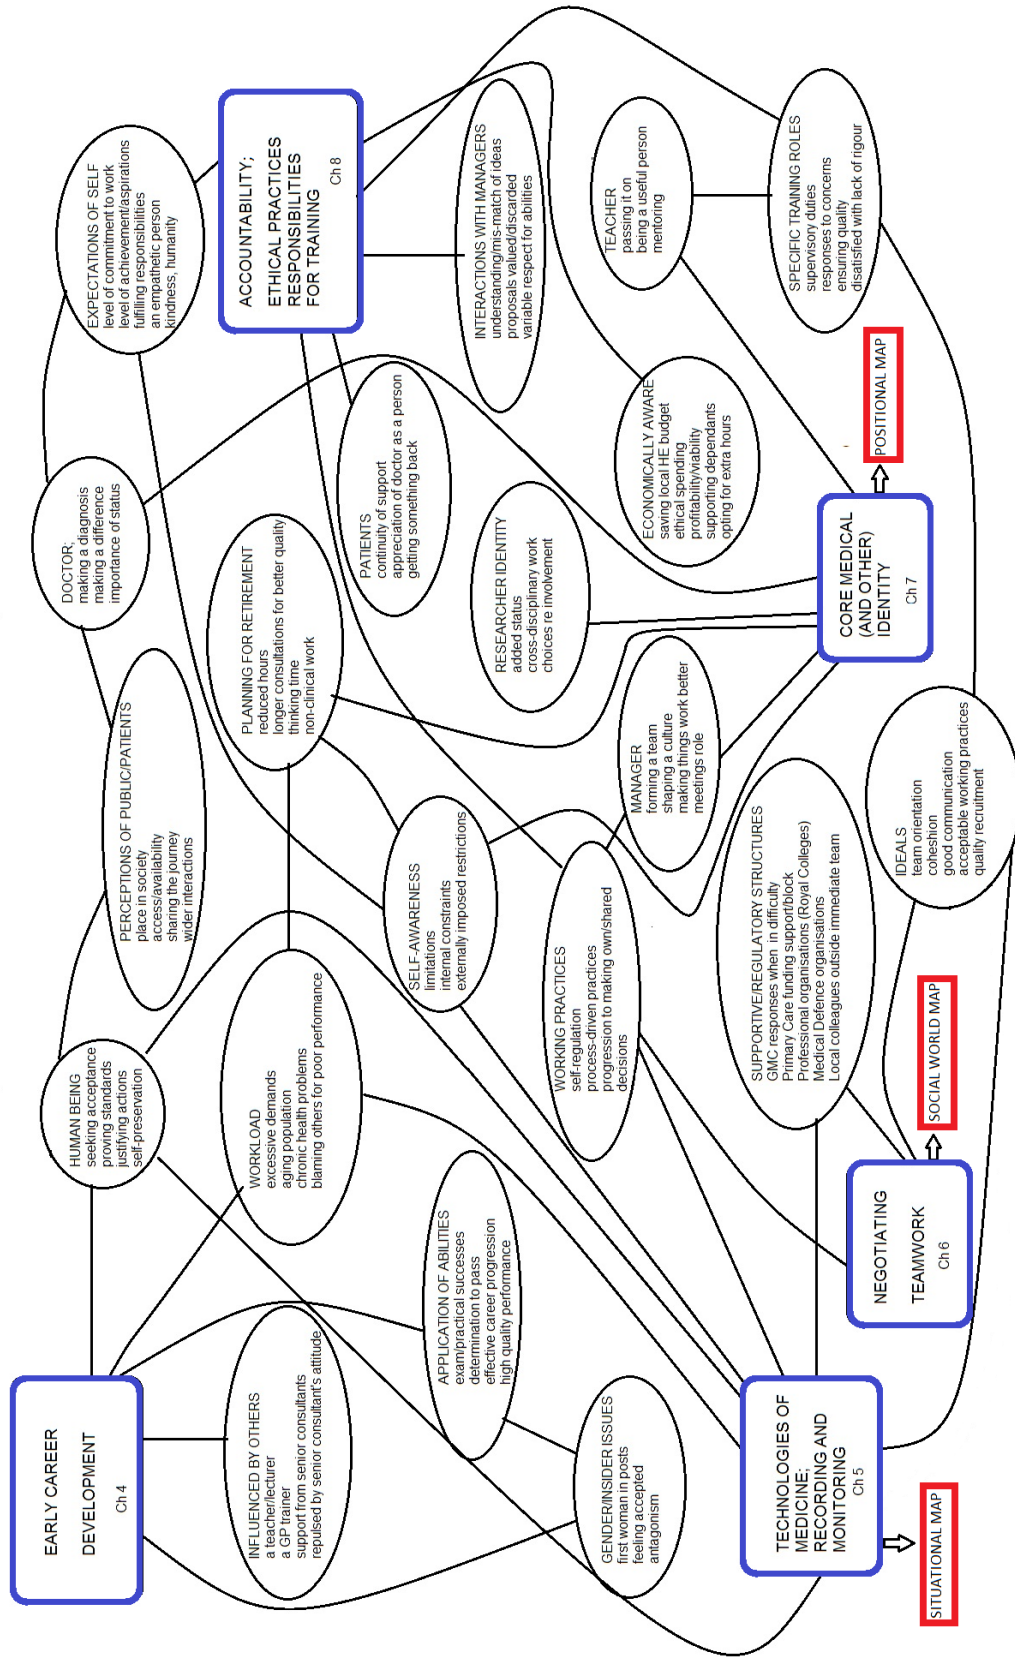 EARLY CAREER
DEVELOPMENT
Ch 4
HUMAN BEING
seeking acceptance
proving standards
justifying actions
self-preservation
PERCEPTIONS OF PUBLIC/PATIENTS
place in society
access/availability
sharing the journey
wider interactions
DOCTOR;
making a diagnosis
making a difference
importance of status
EXPECTATIONS OF SELF
level of commitment to work
level of achievement/aspirations
fulfilling responsibilities
an empathetic person
kindness, humanity
INFLUENCED BY OTHERS
a teacher/lecturer
a GP trainer
support from senior consultants
repulsed by senior consultant's attitude
WORKLOAD
excessive demands
aging population
chronic health problems
blaming others for poor performance
PLANNING FOR RETIREMENT
reduced hours
longer consultations for better quality
thinking time
non-clinical work
ACCOUNTABILITY;
ETHICAL PRACTICES
RESPONSIBILITIES
FOR TRAINING
Ch 8
APPLICATION OF ABILITIES
exam/practical successes
determination to pass
effective career progression
high quality performance
SELF-AWARENESS
limitations
internal constraints
externally imposed restrictions
PATIENTS
continuity of support
appreciation of doctor as a person
getting something back
INTERACTIONS WITH MANAGERS
understanding/mis-match of ideas
proposals valued/discarded
variable respect for abilities
GENDER/INSIDER ISSUES
first woman in posts
feeling accepted
antagonism
WORKING PRACTICES
self-regulation
process-driven practices
progression to making own/shared
decisions
RESEARCHER IDENTITY
added status
cross-disciplinary work
choices re involvement
TEACHER
passing it on
being a useful person
mentoring
MANAGER
forming a team
shaping a culture
making things work better
meetings role
ECONOMICALLY AWARE
saving local HE budget
ethical spending
profitability/viability
supporting dependants
opting for extra hours
SUPPORTIVE/REGULATORY STRUCTURES
GMC responses when in difficulty
Primary Care funding support/block
Professional organisations (Royal Colleges)
Medical Defence organisations
Local colleagues outside immediate team
SPECIFIC TRAINING ROLES
supervisory duties
responses to concerns
ensuring quality
disatisfied with lack of rigour
TECHNOLOGIES OF
MEDICINE;
RECORDING AND
MONITORING
Ch 5
NEGOTIATING
TEAMWORK
Ch 6
IDEALS
team orientation
coheshion
good communication
acceptable working practices
quality recruitment
CORE MEDICAL
(AND OTHER)
IDENTITY
Ch 7
POSITIONAL MAP
SOCIAL WORLD MAP
SITUATIONAL MAP